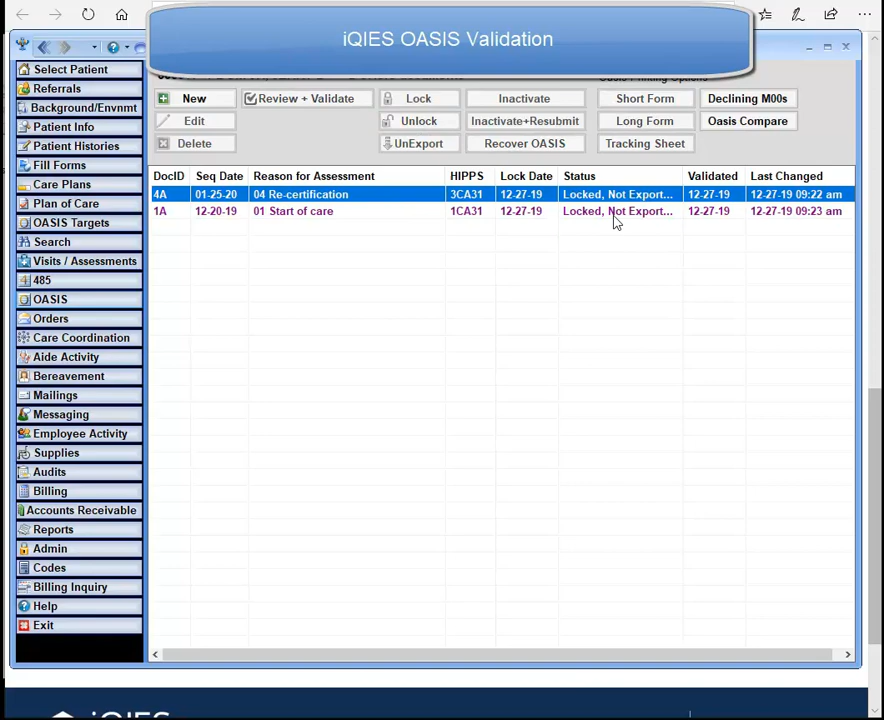 iQIES OASIS Validation
Select Patient
Referrals
Background/Envnmt
Patient Info
Patient Histories
Fill Forms
Care Plans
Plan of Care
OASIS Targets
Search
Visits / Assessments
485
OASIS
Orders
Care Coordination
Aide Activity
Bereavement
Mailings
Messaging
Employee Activity
Supplies
Audits
Billing
Accounts Receivable
Reports
Admin
Codes
Billing Inquiry
Help
Exit
New Review + Validate Lock Inactivate Short Form Declining M00s
Edit Unlock Inactivate+Resubmit Long Form Oasis Compare
Delete UnExport Recover OASIS Tracking Sheet
DocID Seq Date Reason for Assessment HIPPS Lock Date Status Validated Last Changed
4A 01-25-20 04 Re-certification 3CA31 12-27-19 Locked, Not Export... 12-27-19 12-27-19 09:22 am
1A 12-20-19 01 Start of care 1CA31 12-27-19 Locked, Not Export... 12-27-19 12-27-19 09:23 am
iQIES